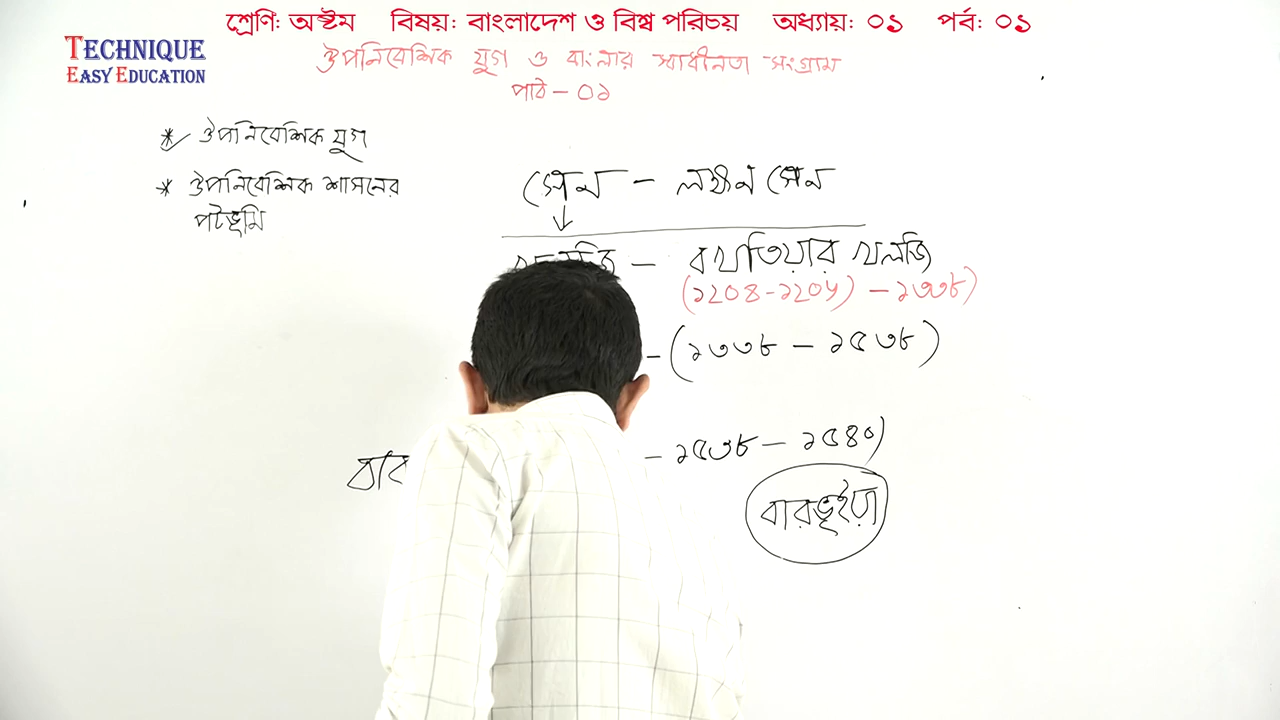 শ্রেণি: অষ্টম বিষয়: বাংলাদেশ ও বিশ্ব পরিচয় অধ্যায়: ০১ পর্ব: ০১
TECHNIQUE
EASY EDUCATION
ঔপনিবেশিক যুগ ও বাংলার স্বাধীনতা সংগ্রাম
পাঠ - ০১
* ঔপনিবেশিক যুগ
* ঔপনিবেশিক শাসনের
পটভূমি
সেন - লক্ষন সেন
- বখতিয়ার খলজি
(১২০৪-১২০৫) - ১৩৩৮)
- (১৩৩৮ - ১৫৩৮)
- ১৫৩৮ - ১৫৪০)
বারভূইয়া